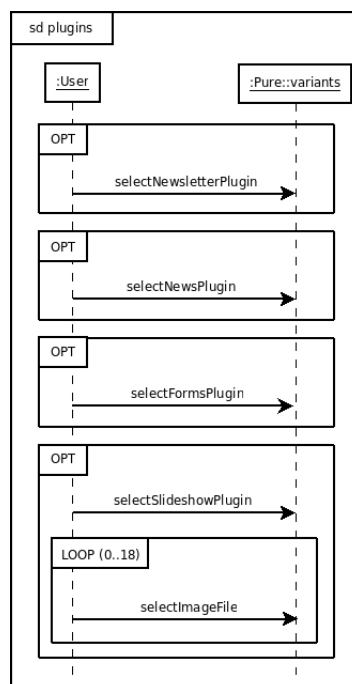 sd plugins
:User
:Pure::variants
OPT
selectNewsletterPlugin
OPT
selectNewsPlugin
OPT
selectFormsPlugin
OPT
selectSlideshowPlugin
LOOP (0..18)
selectImageFile